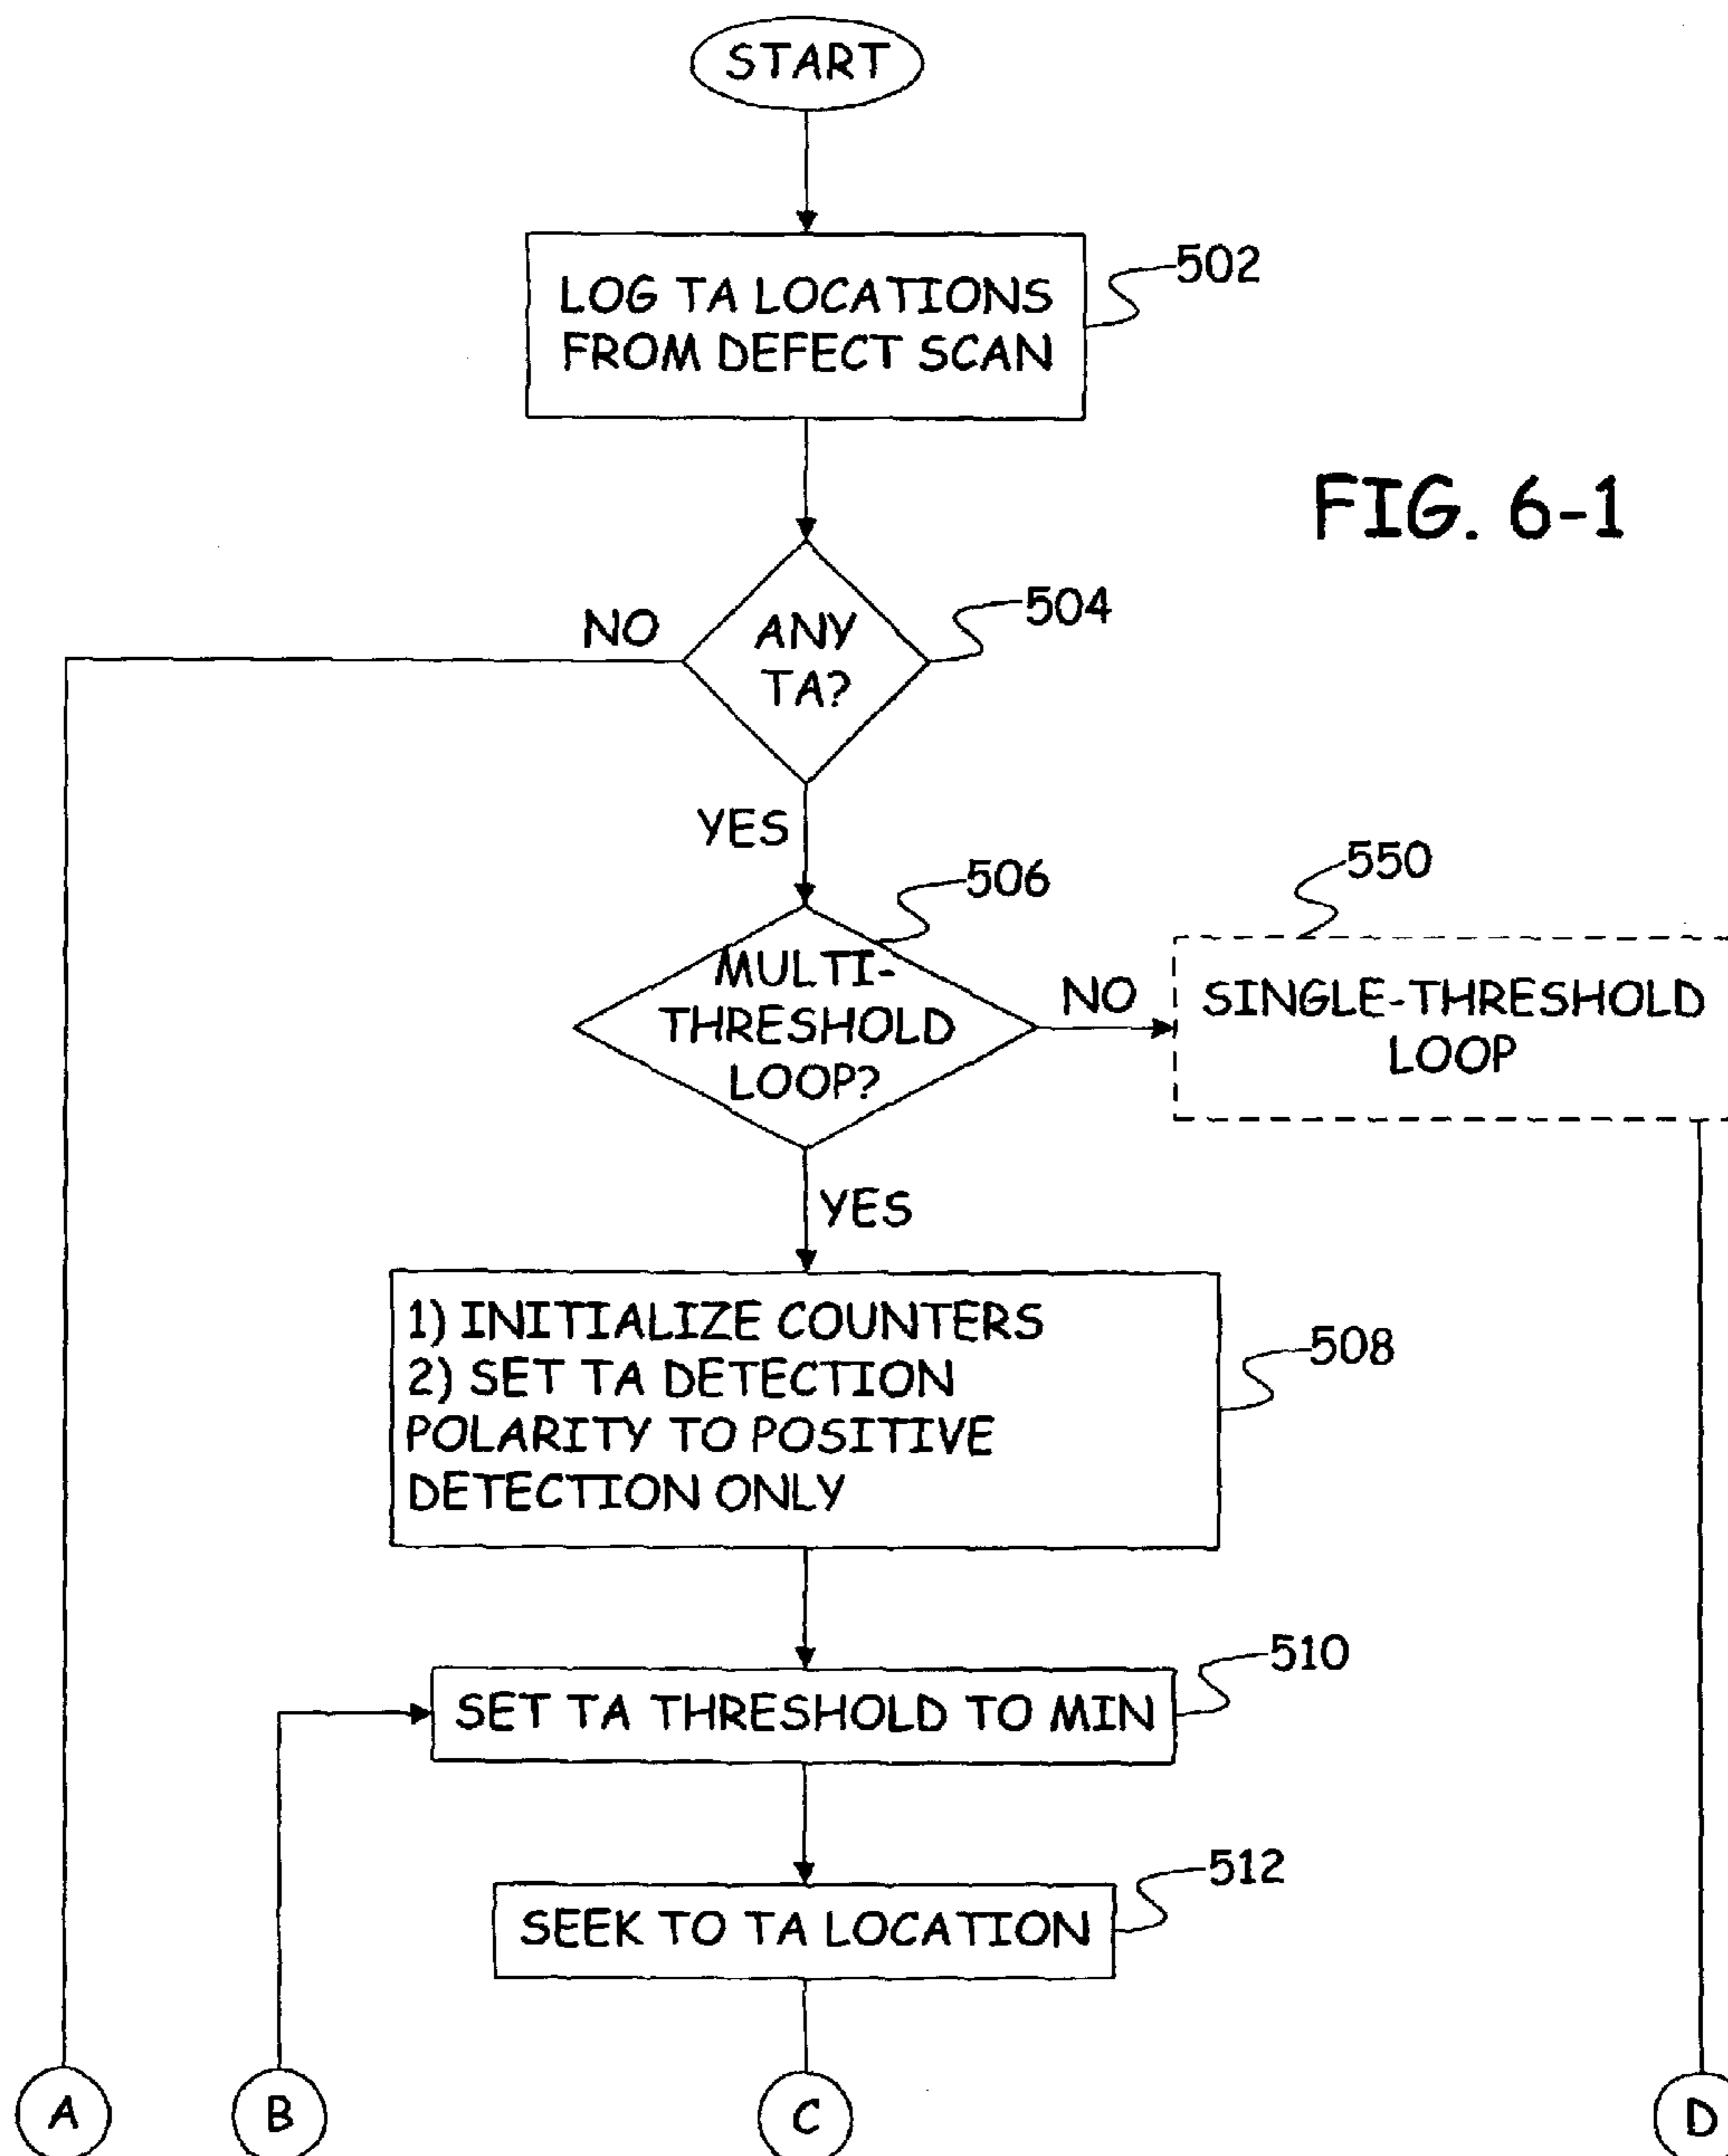 START
502
LOG TA LOCATIONS
FROM DEFECT SCAN
FIG. 6-1
504
NO
ANY
TA?
YES
506
550
MULTI-
THRESHOLD
LOOP?
NO
SINGLE-THRESHOLD
LOOP
YES
1) INITIALIZE COUNTERS
2) SET TA DETECTION
POLARITY TO POSITIVE
DETECTION ONLY
508
510
SET TA THRESHOLD TO MIN
512
SEEK TO TA LOCATION
A
B
C
D